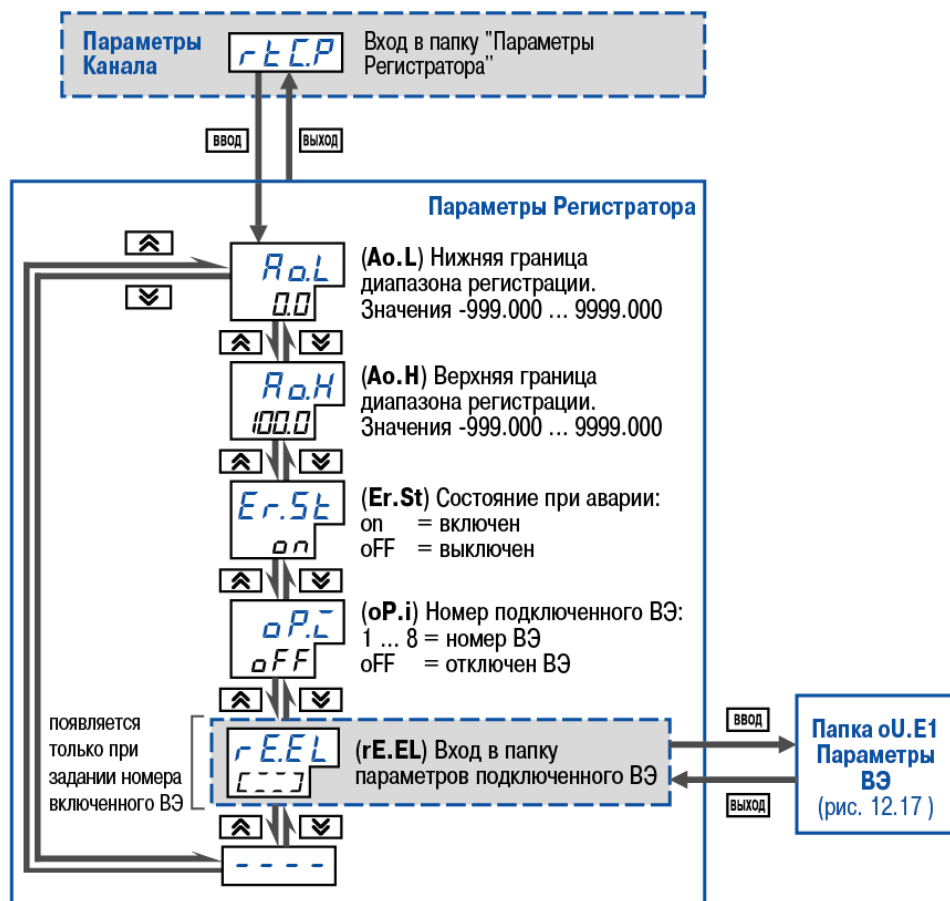 Параметры
Канала
rtC.P
Вход в папку "Параметры
Регистратора"
ввод
выход
Параметры Регистратора
Ao.L
0.0
(Ao.L) Нижняя граница
диапазона регистрации.
Значения -999.000 ... 9999.000
Ao.H
100.0
(Ao.H) Верхняя граница
диапазона регистрации.
Значения -999.000 ... 9999.000
Er.St
on
(Er.St) Состояние при аварии:
on = включен
oFF = выключен
oP.i
oFF
(oP.i) Номер подключенного ВЭ:
1 ... 8 = номер ВЭ
oFF = отключен ВЭ
появляется
только при
задании номера
включенного ВЭ
rE.EL
[---]
(rE.EL) Вход в папку
параметров подключенного ВЭ
ввод
выход
Папка oU.E1
Параметры
ВЭ
(рис. 12.17 )
- - - -